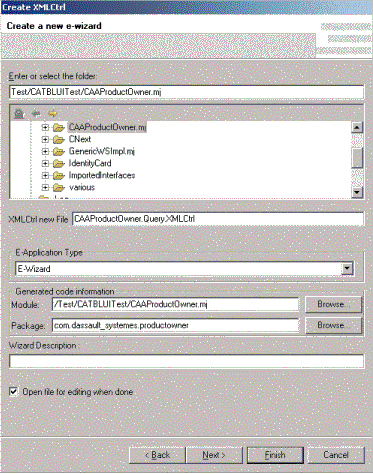 Create XMLCtrl
Create a new e-wizard
Enter or select the folder:
Test/CATBLUITest/CAAProductOwner.mj
CAAProductOwner.mj
CNext
GenericWSImpl.mj
IdentityCard
ImportedInterfaces
various
XMLCtrl new File
CAAProductOwner.Query.XMLCtrl
E-Application Type
E-Wizard
Generated code information
Module: /Test/CATBLUITest/CAAProductOwner.mj Browse...
Package: com.dassault_systemes.productowner Browse...
Wizard Description :
Open file for editing when done
< Back Next > Finish Cancel